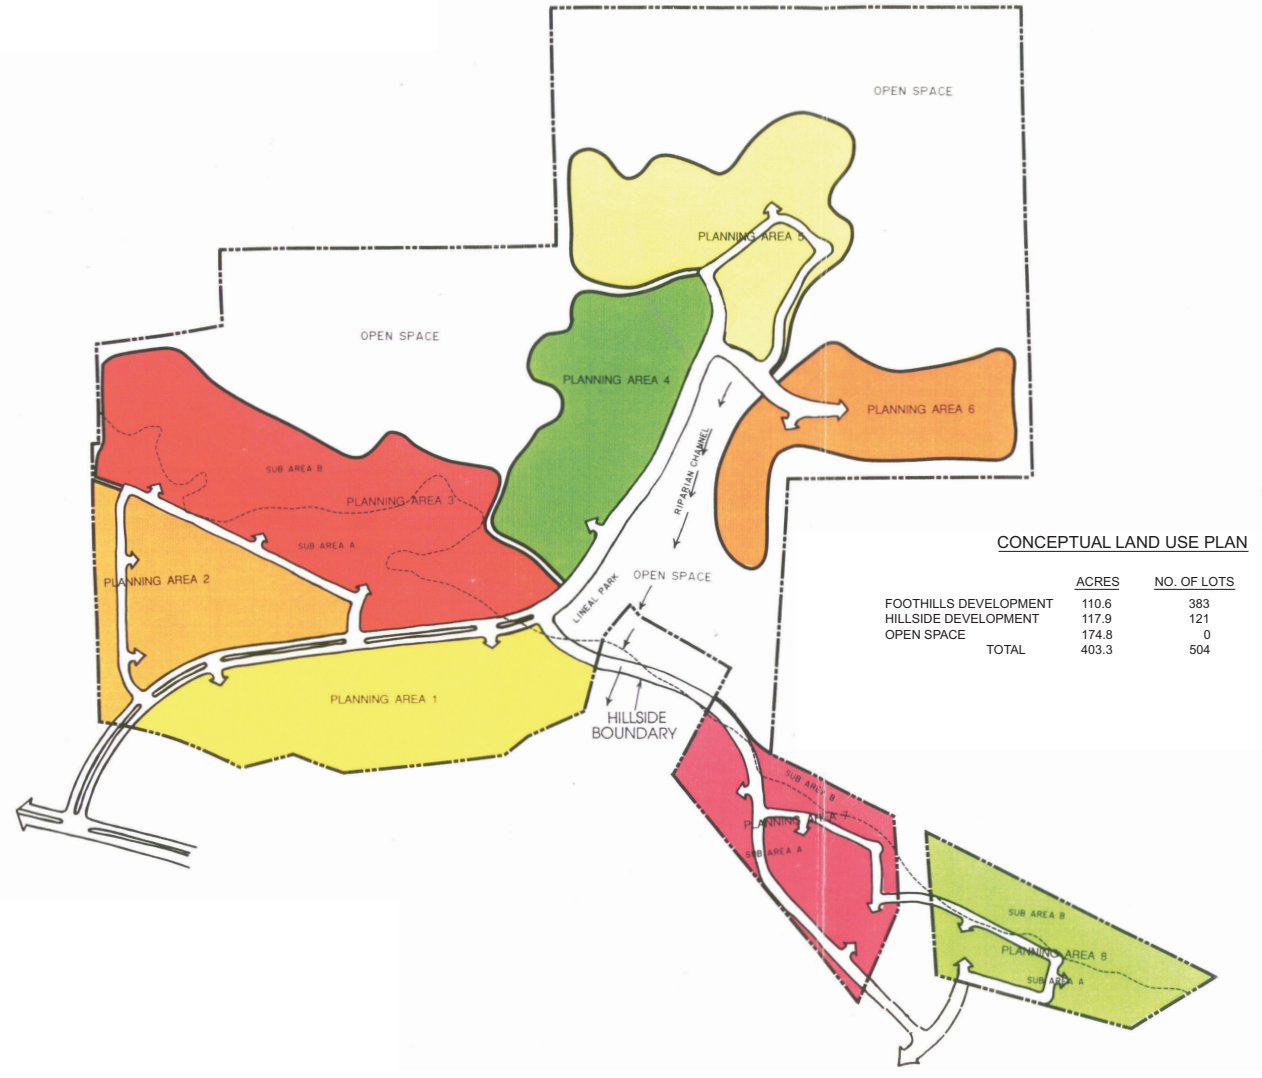 OPEN SPACE
PLANNING AREA 5
OPEN SPACE
PLANNING AREA 4
PLANNING AREA 6
RIPARIAN CHANNEL
SUB AREA B
PLANNING AREA 3
SUB AREA A
PLANNING AREA 2
OPEN SPACE
LINEAL PARK
PLANNING AREA 1
HILLSIDE
BOUNDARY
CONCEPTUAL LAND USE PLAN
ACRES NO. OF LOTS
FOOTHILLS DEVELOPMENT 110.6 383
HILLSIDE DEVELOPMENT 117.9 121
OPEN SPACE 174.8 0
TOTAL 403.3 504
SUB AREA B
PLANNING AREA 7
SUB AREA A
SUB AREA B
PLANNING AREA 8
SUB AREA A